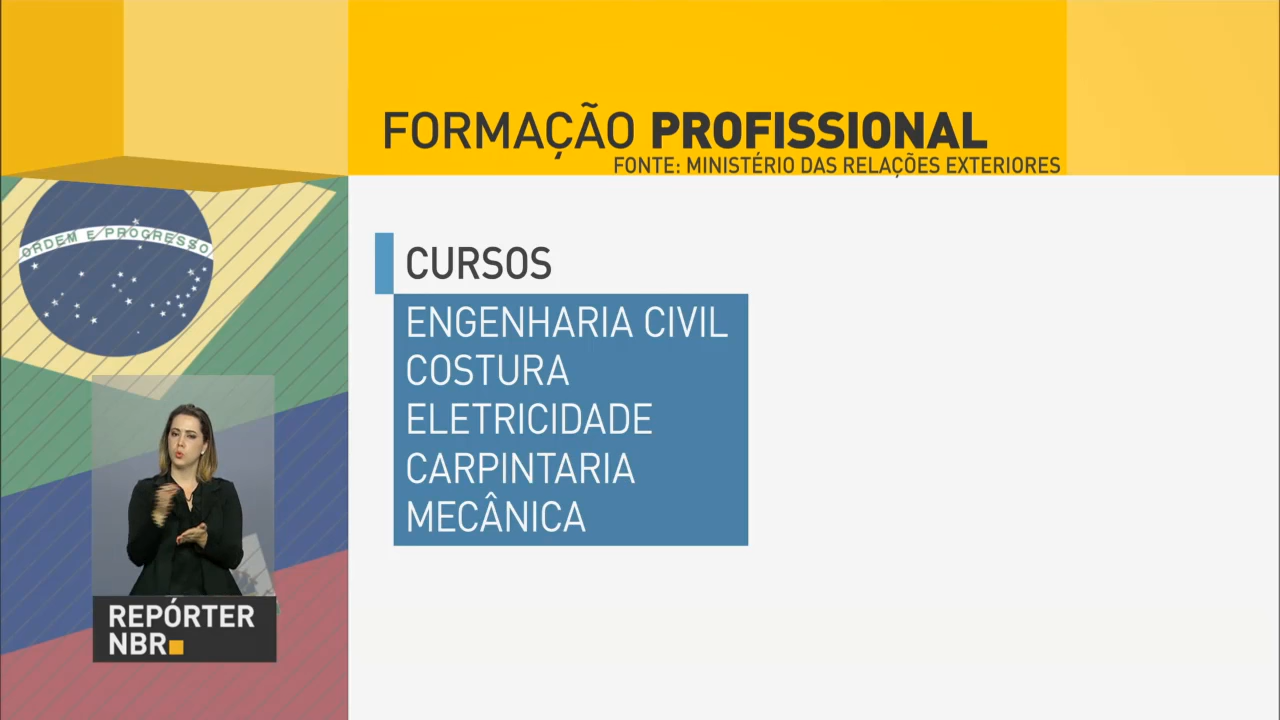 FORMAÇÃO PROFISSIONAL
FONTE: MINISTÉRIO DAS RELAÇÕES EXTERIORES
ORDEM E PROGRESSO
CURSOS
ENGENHARIA CIVIL
COSTURA
ELETRICIDADE
CARPINTARIA
MECÂNICA
REPÓRTER
NBR